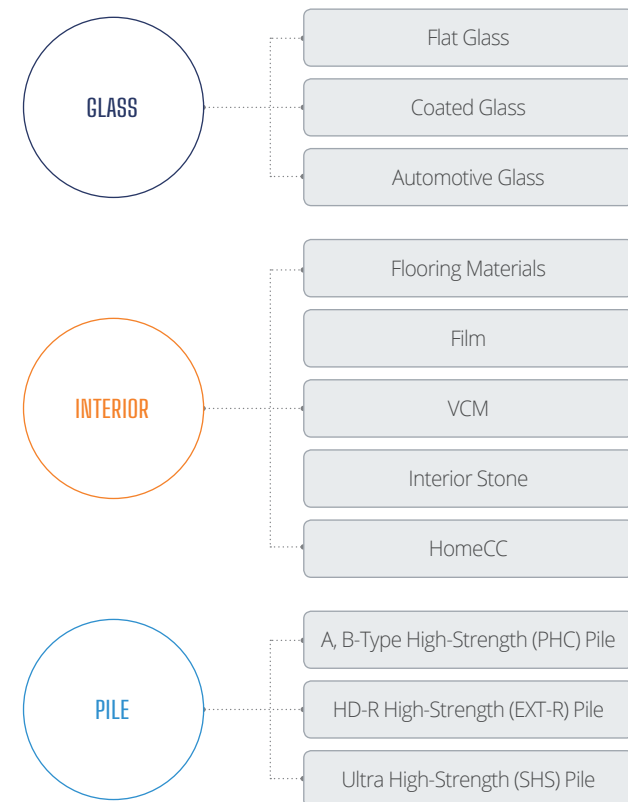 GLASS
Flat Glass
Coated Glass
Automotive Glass
INTERIOR
Flooring Materials
Film
VCM
Interior Stone
HomeCC
PILE
A, B-Type High-Strength (PHC) Pile
HD-R High-Strength (EXT-R) Pile
Ultra High-Strength (SHS) Pile